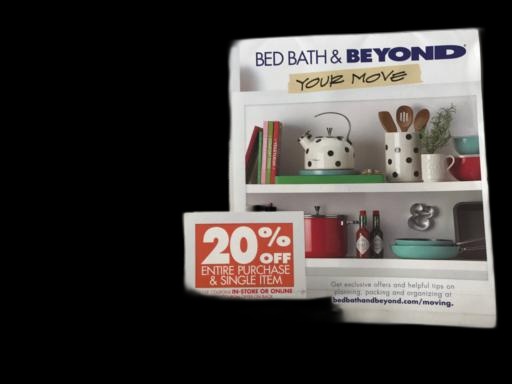 BED BATH & BEYOND
YOUR MOVE
20%
OFF
ENTIRE PURCHASE
& SINGLE ITEM
IN-STORE OR ONLINE
Get exclusive offers and helpful tips on
planning, packing and organizing at
bedbathandbeyond.com/moving.